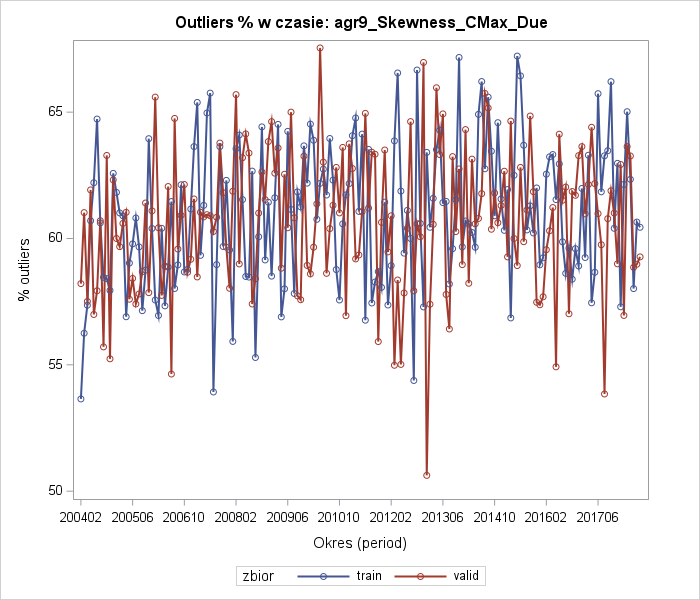 Outliers % w czasie: agr9_Skewness_CMax_Due
65
60
55
50
% outliers
200402 200506 200610 200802 200906 201010 201202 201306 201410 201602 201706
Okres (period)
zbior train valid